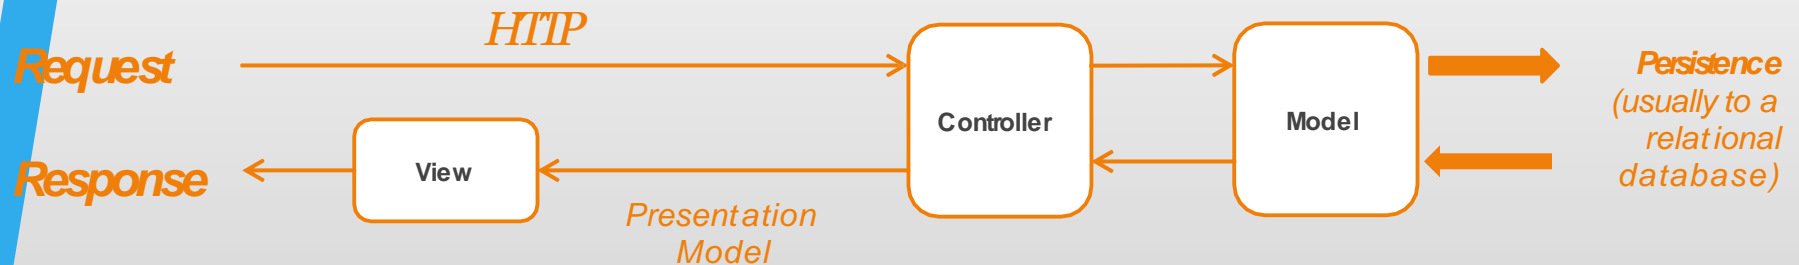 HTTP
Request
Controller
Model
Persistence
(usually to a
relational
database)
Response
View
Presentation
Model